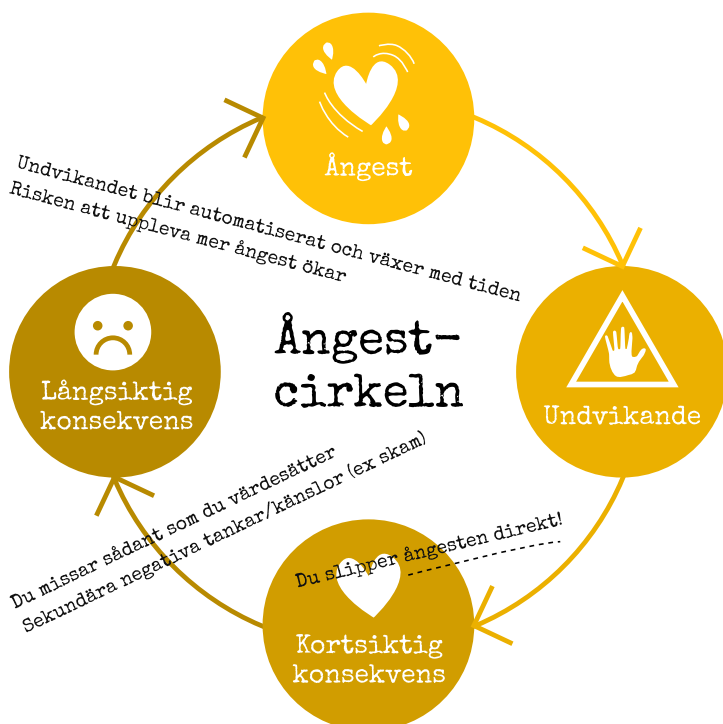 Ångest
Undvikandet blir automatiserat och växer med tiden
Risken att uppleva mer ångest ökar
Ångest-
cirkeln
Undvikande
Långsiktig
konsekvens
Du missar sådant som du värdesätter
Sekundära negativa tankar/känslor (ex skam)
Du slipper ångesten direkt!
Kortsiktig
konsekvens